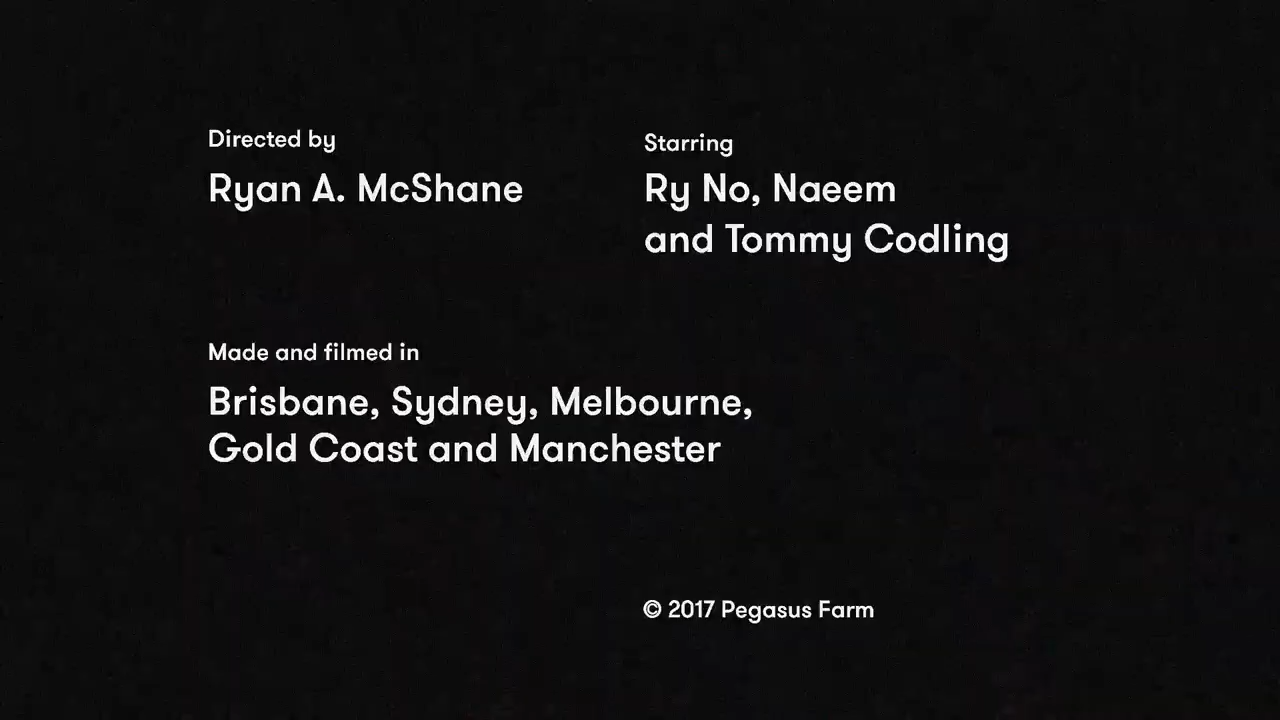 Directed by
Ryan A. McShane
Starring
Ry No, Naeem
and Tommy Codling
Made and filmed in
Brisbane, Sydney, Melbourne,
Gold Coast and Manchester
© 2017 Pegasus Farm